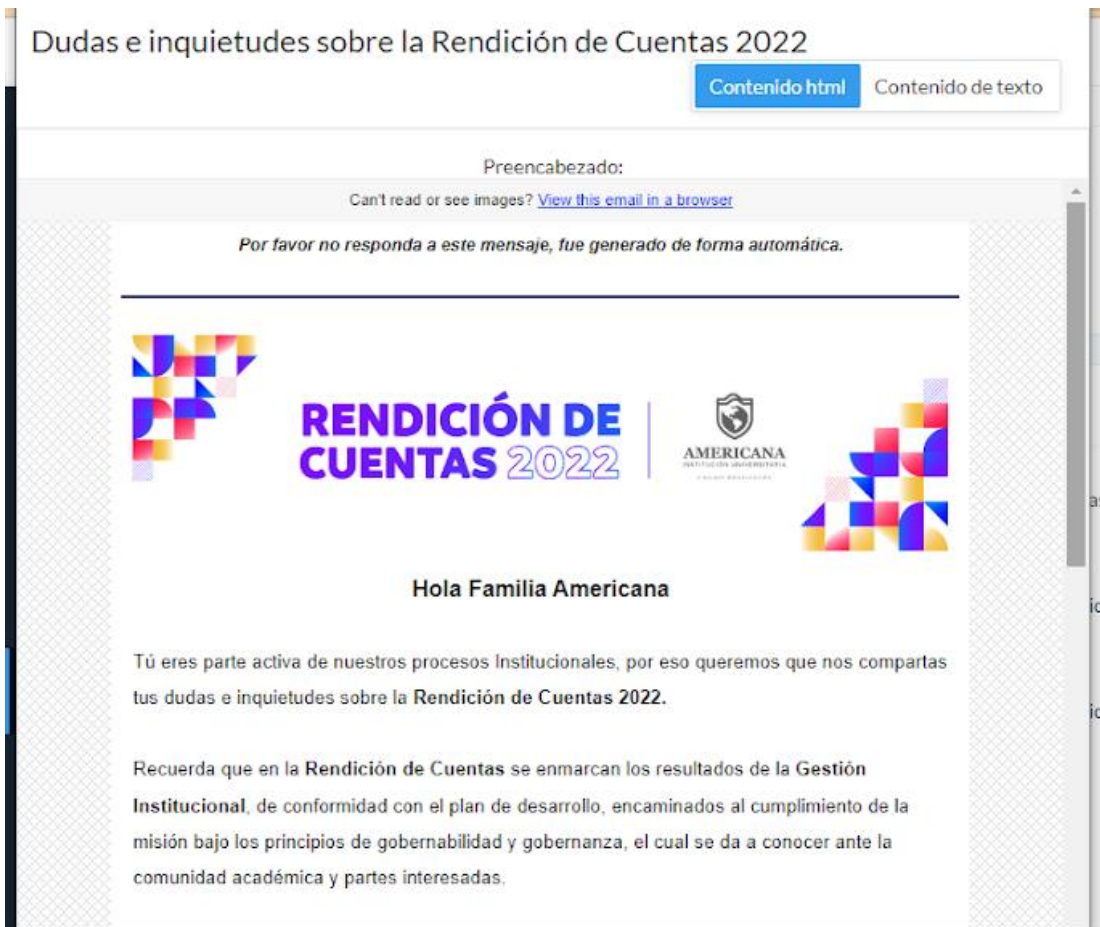 Dudas e inquietudes sobre la Rendición de Cuentas 2022
Contenido html
Contenido de texto
Preencabezado:
Can't read or see images? View this email in a browser
Por favor no responda a este mensaje, fue generado de forma automática.
RENDICIÓN DE
CUENTAS 2022
AMERICANA
INSTITUCIÓN UNIVERSITARIA
Hola Familia Americana
Tú eres parte activa de nuestros procesos Institucionales, por eso queremos que nos compartas
tus dudas e inquietudes sobre la Rendición de Cuentas 2022.
Recuerda que en la Rendición de Cuentas se enmarcan los resultados de la Gestión
Institucional, de conformidad con el plan de desarrollo, encaminados al cumplimiento de la
misión bajo los principios de gobernabilidad y gobernanza, el cual se da a conocer ante la
comunidad académica y partes interesadas.